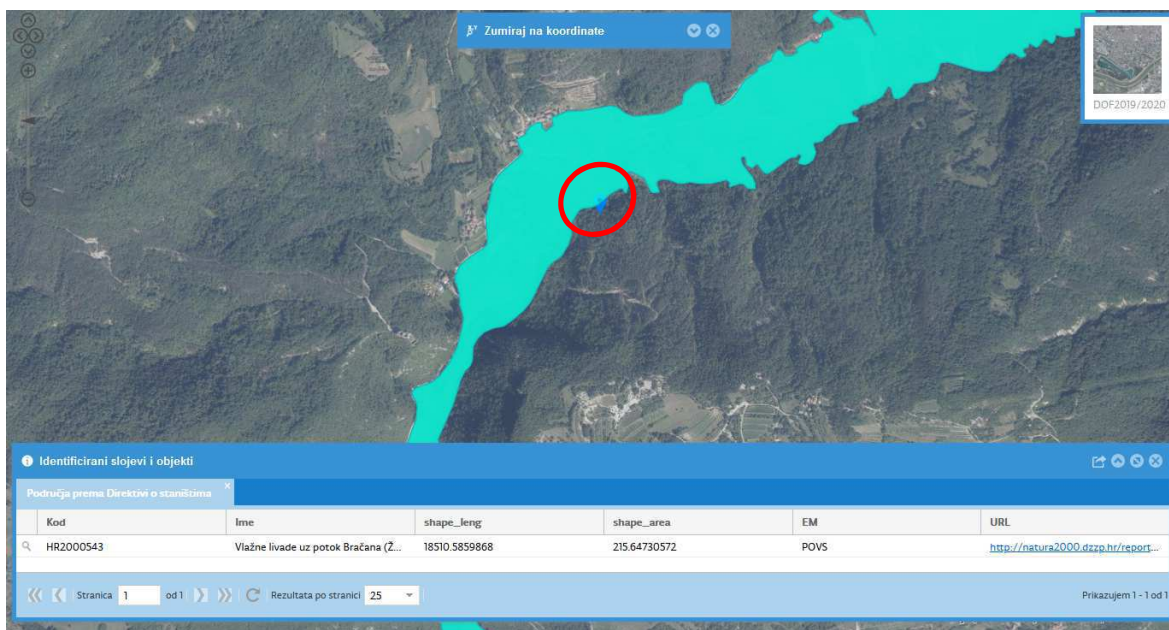 Zumiraj na koordinate
DOF2019/2020
Identificirani slojevi i objekti
Područja prema Direktivi o staništima
Kod Ime shape_leng shape_area EM URL
HR2000543 Vlažne livade uz potok Bračana (Ž... 18510.5859868 215.64730572 POVS http://natura2000.dzzp.hr/report...
Stranica 1 od 1 Rezultata po stranici 25 Prikazujem 1 - 1 od 1